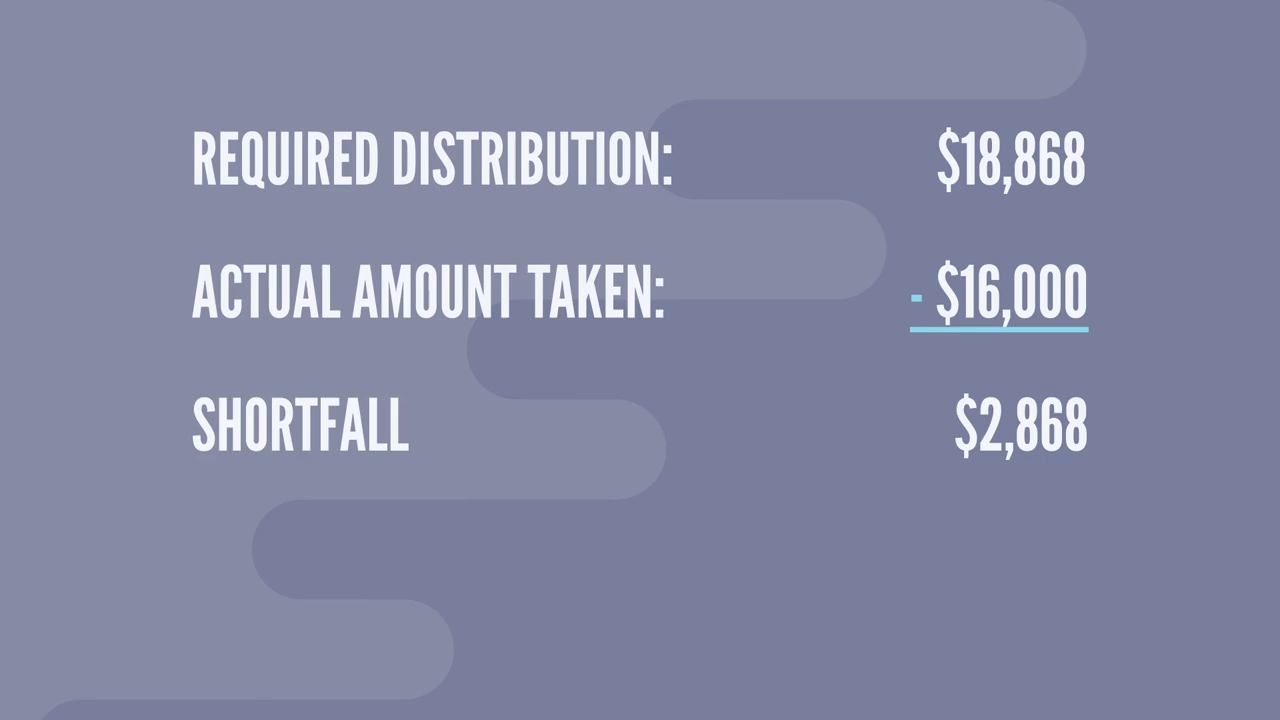 REQUIRED DISTRIBUTION: $18,868
ACTUAL AMOUNT TAKEN: - $16,000
SHORTFALL $2,868